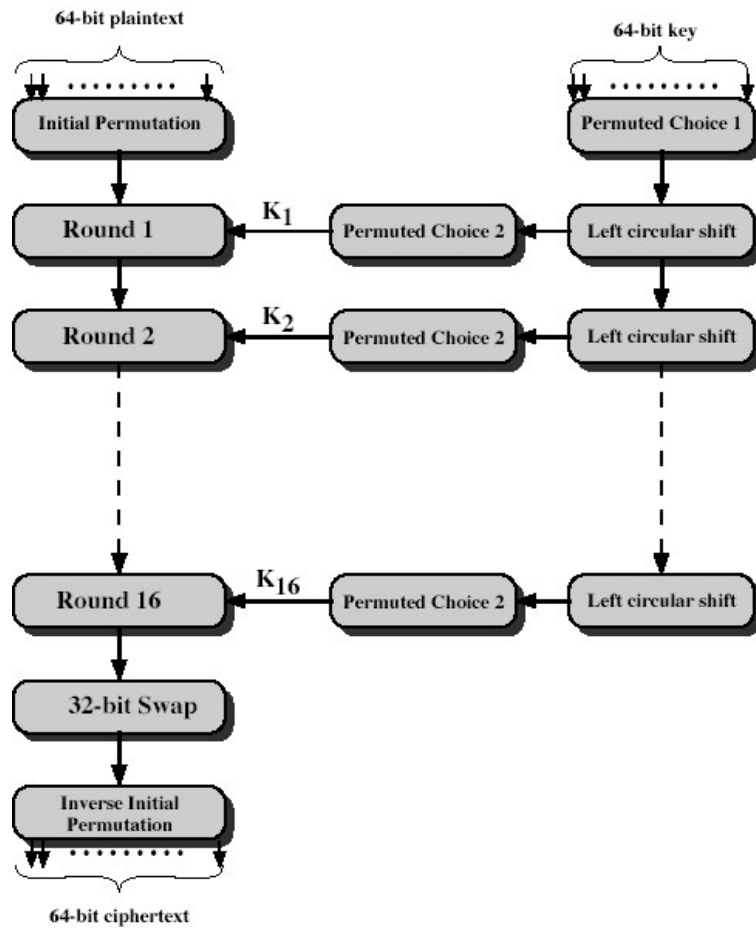 64-bit plaintext
64-bit key
Initial Permutation
Permuted Choice 1
Round 1
K1
Permuted Choice 2
Left circular shift
Round 2
K2
Permuted Choice 2
Left circular shift
Round 16
K16
Permuted Choice 2
Left circular shift
32-bit Swap
Inverse Initial
Permutation
64-bit ciphertext